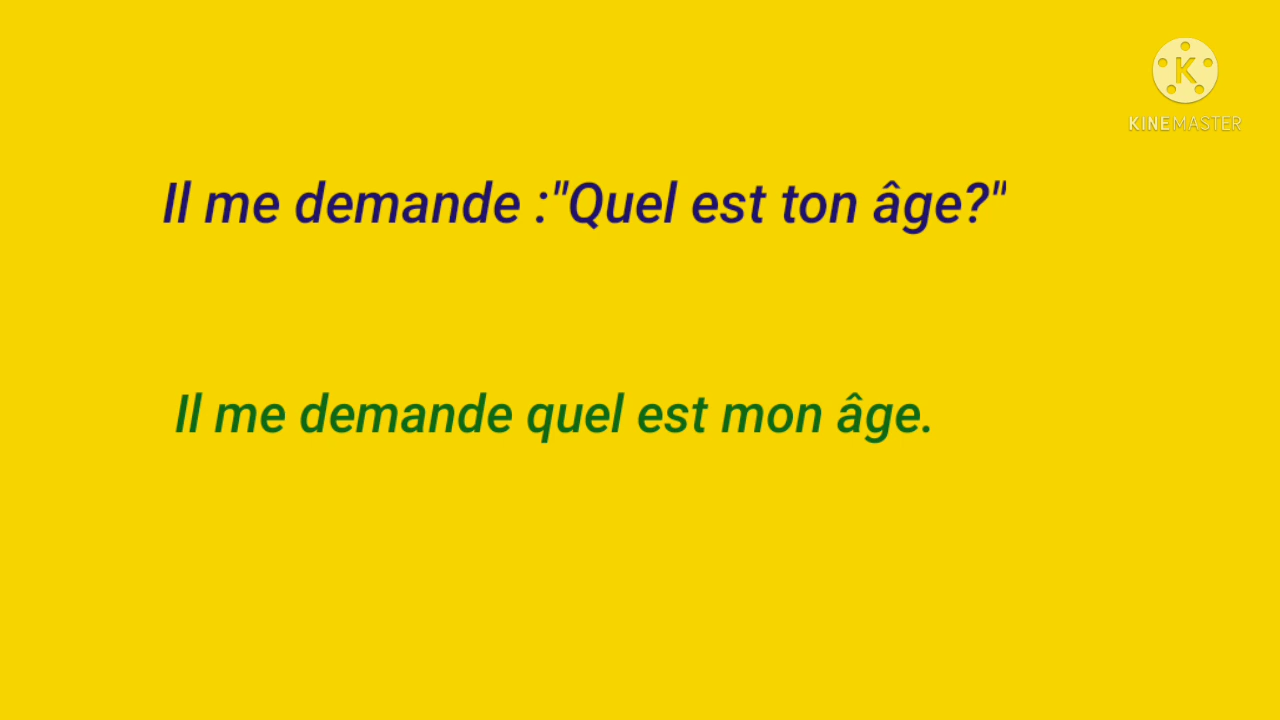 K
KINEMASTER
Il me demande :"Quel est ton âge?"
Il me demande quel est mon âge.